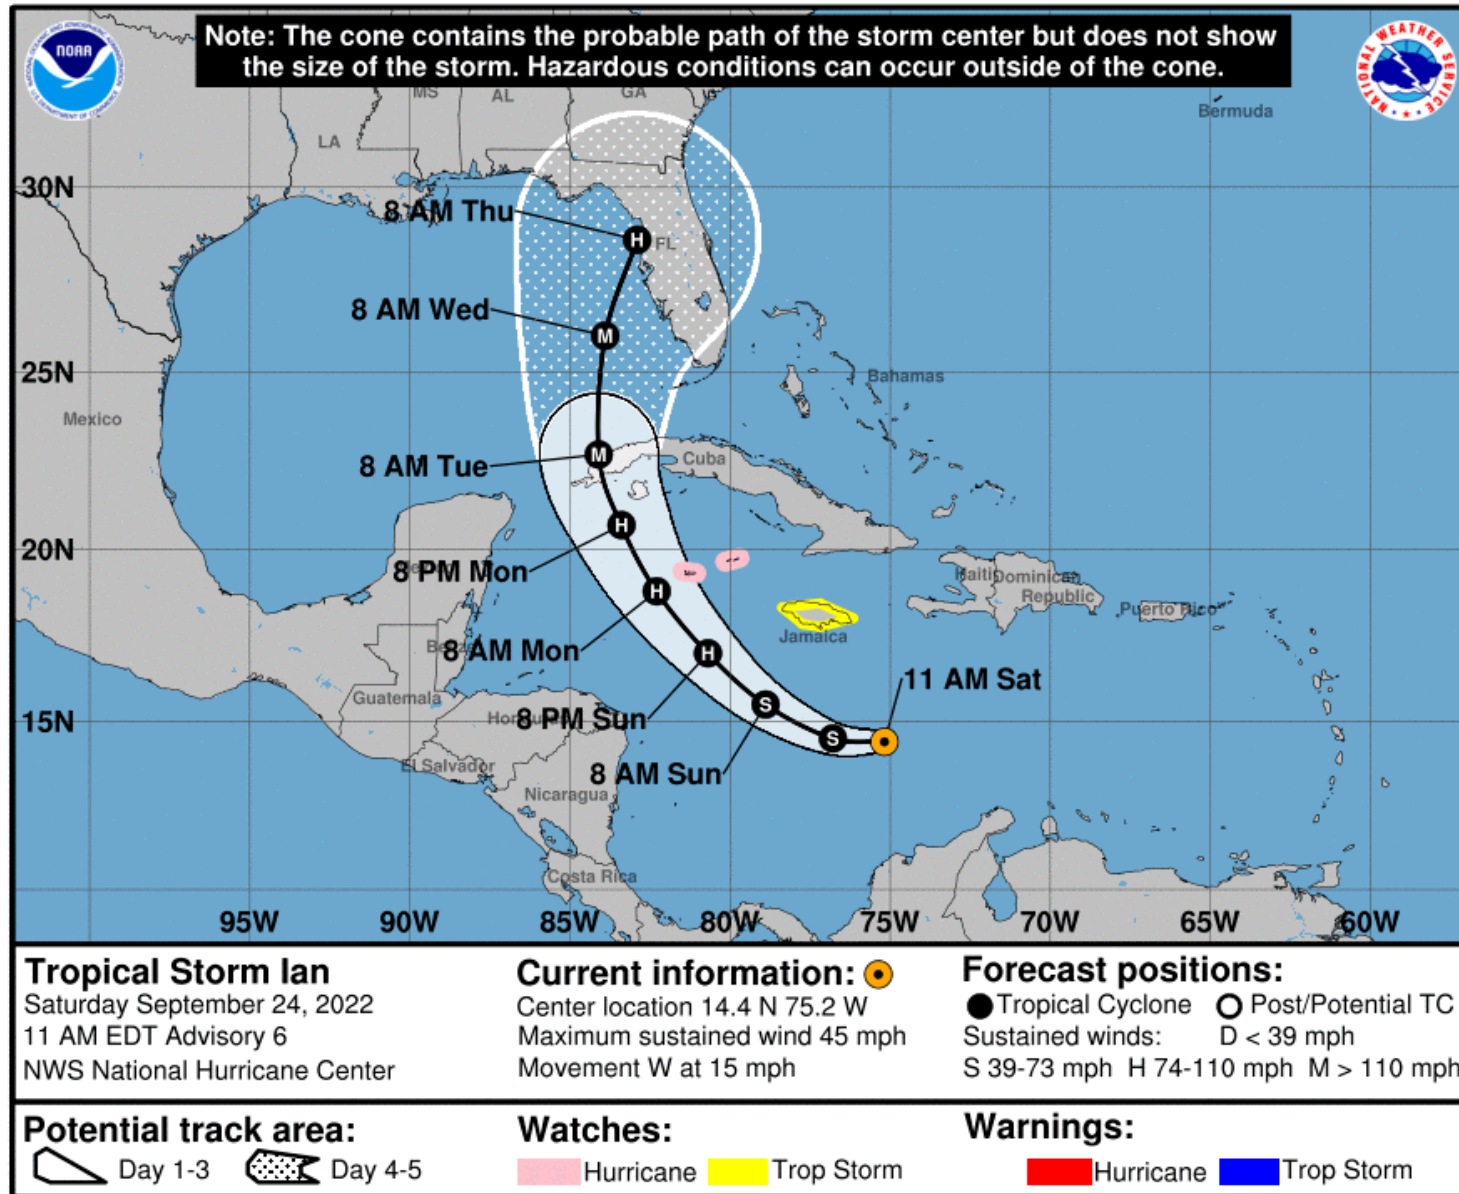 Note: The cone contains the probable path of the storm center but does not show
the size of the storm. Hazardous conditions can occur outside of the cone.
NOAA
NATIONAL WEATHER SERVICE
MS
AL
GA
LA
Bermuda
30N
8 AM Thu
H
FL
8 AM Wed
M
25N
Bahamas
Mexico
8 AM Tue
M
Cuba
H
20N
8 PM Mon
Haiti
Dominican
Republic
H
Puerto Rico
Jamaica
8 AM Mon
H
11 AM Sat
Guatemala
S
15N
8 PM Sun
S
El Salvador
8 AM Sun
Nicaragua
Costa Rica
95W
90W
85W
80W
75W
70W
65W
60W
Tropical Storm Ian
Saturday September 24, 2022
11 AM EDT Advisory 6
NWS National Hurricane Center
Current information:
Center location 14.4 N 75.2 W
Maximum sustained wind 45 mph
Movement W at 15 mph
Forecast positions:
Tropical Cyclone Post/Potential TC
Sustained winds: D < 39 mph
S 39-73 mph H 74-110 mph M > 110 mph
Potential track area:
Day 1-3 Day 4-5
Watches:
Hurricane Trop Storm
Warnings:
Hurricane Trop Storm